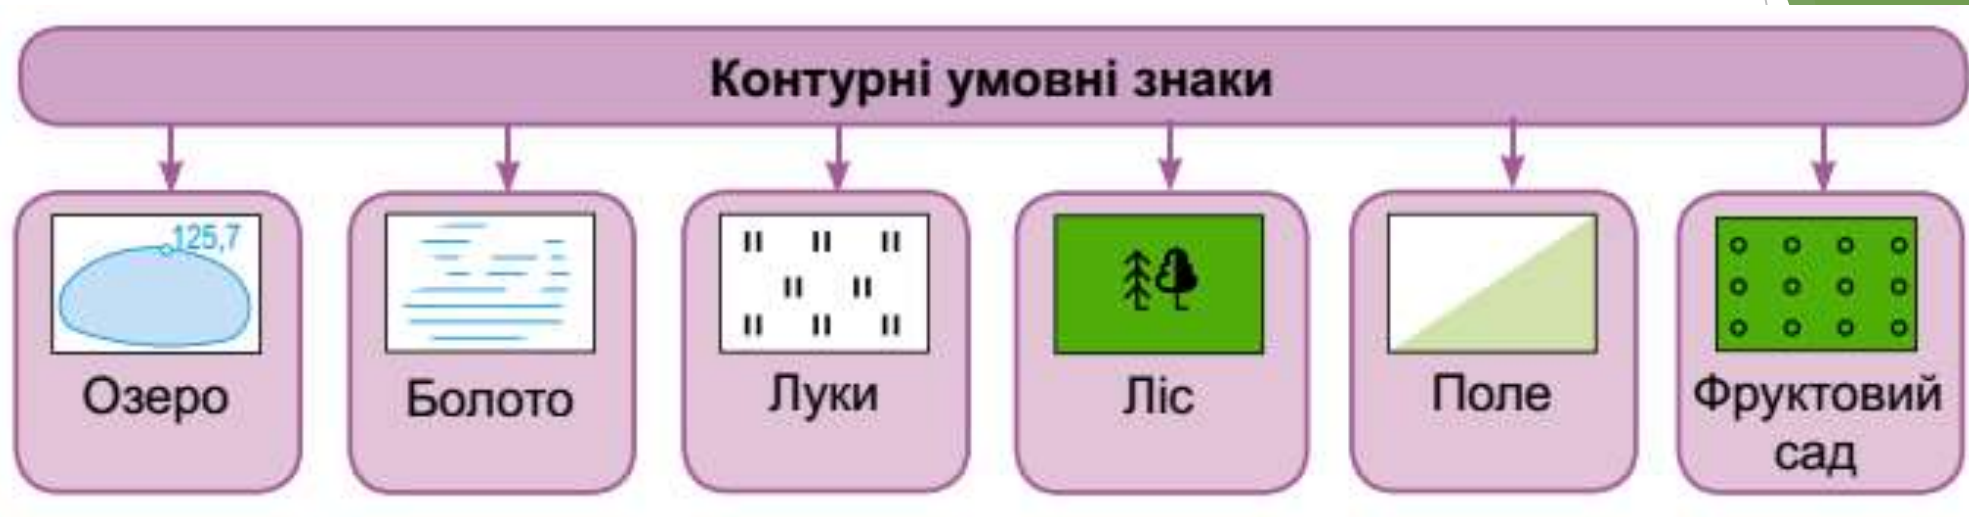 Контурні умовні знаки
125,7
Озеро
Болото
Луки
Ліс
Поле
Фруктовий
сад